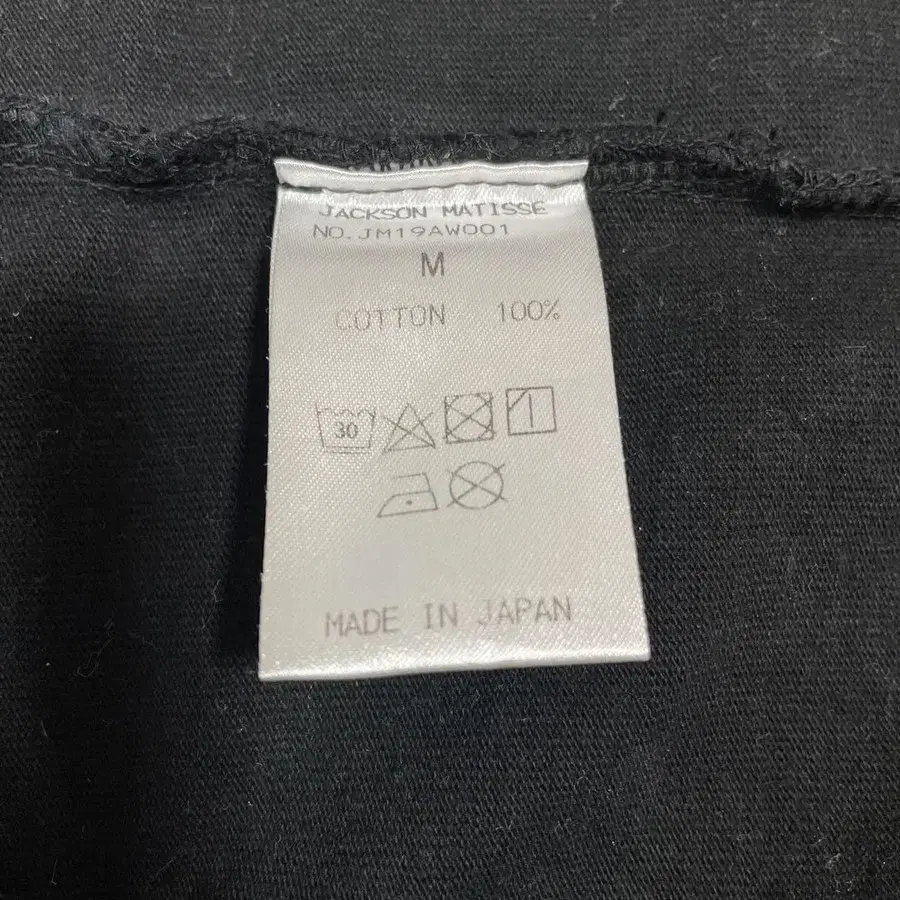 JACKSON MATISSE
NO.JM19AW001
M
COTTON 100%
30
MADE IN JAPAN